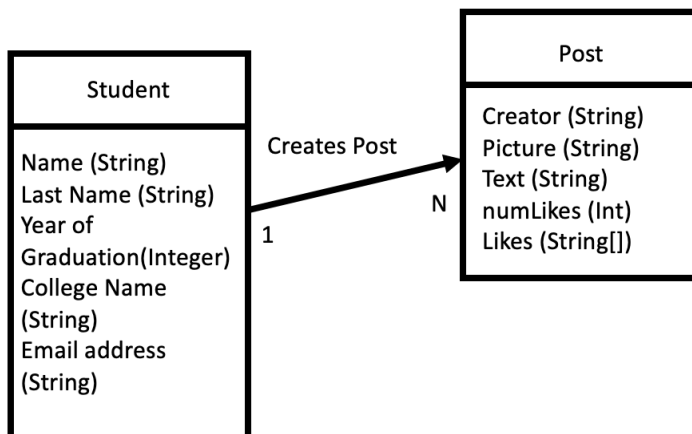 Student
Name (String)
Last Name (String)
Year of
Graduation(Integer)
College Name
(String)
Email address
(String)
Creates Post
1
N
Post
Creator (String)
Picture (String)
Text (String)
numLikes (Int)
Likes (String[])